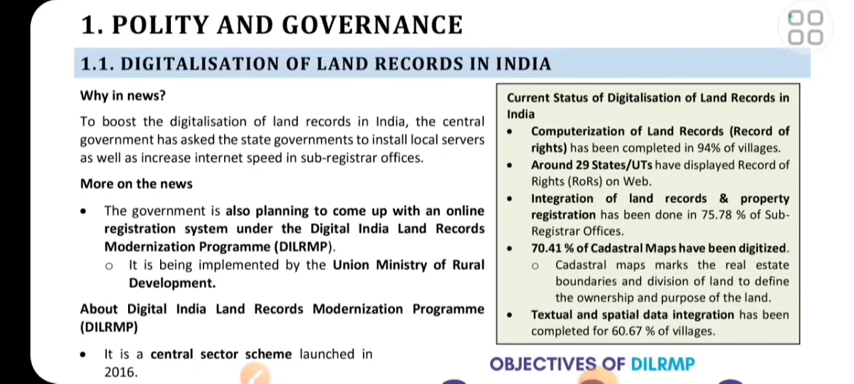 1. POLITY AND GOVERNANCE
1.1. DIGITALISATION OF LAND RECORDS IN INDIA
Why in news?
To boost the digitalisation of land records in India, the central
government has asked the state governments to install local servers
as well as increase internet speed in sub-registrar offices.
More on the news
• The government is also planning to come up with an online
registration system under the Digital India Land Records
Modernization Programme (DILRMP).
o It is being implemented by the Union Ministry of Rural
Development.
About Digital India Land Records Modernization Programme
(DILRMP)
• It is a central sector scheme launched in
2016.
Current Status of Digitalisation of Land Records in
India
• Computerization of Land Records (Record of
rights) has been completed in 94% of villages.
• Around 29 States/UTs have displayed Record of
Rights (RoRs) on Web.
• Integration of land records & property
registration has been done in 75.78 % of Sub-
Registrar Offices.
• 70.41 % of Cadastral Maps have been digitized.
o Cadastral maps marks the real estate
boundaries and division of land to define
the ownership and purpose of the land.
• Textual and spatial data integration has been
completed for 60.67 % of villages.
OBJECTIVES OF DILRMP